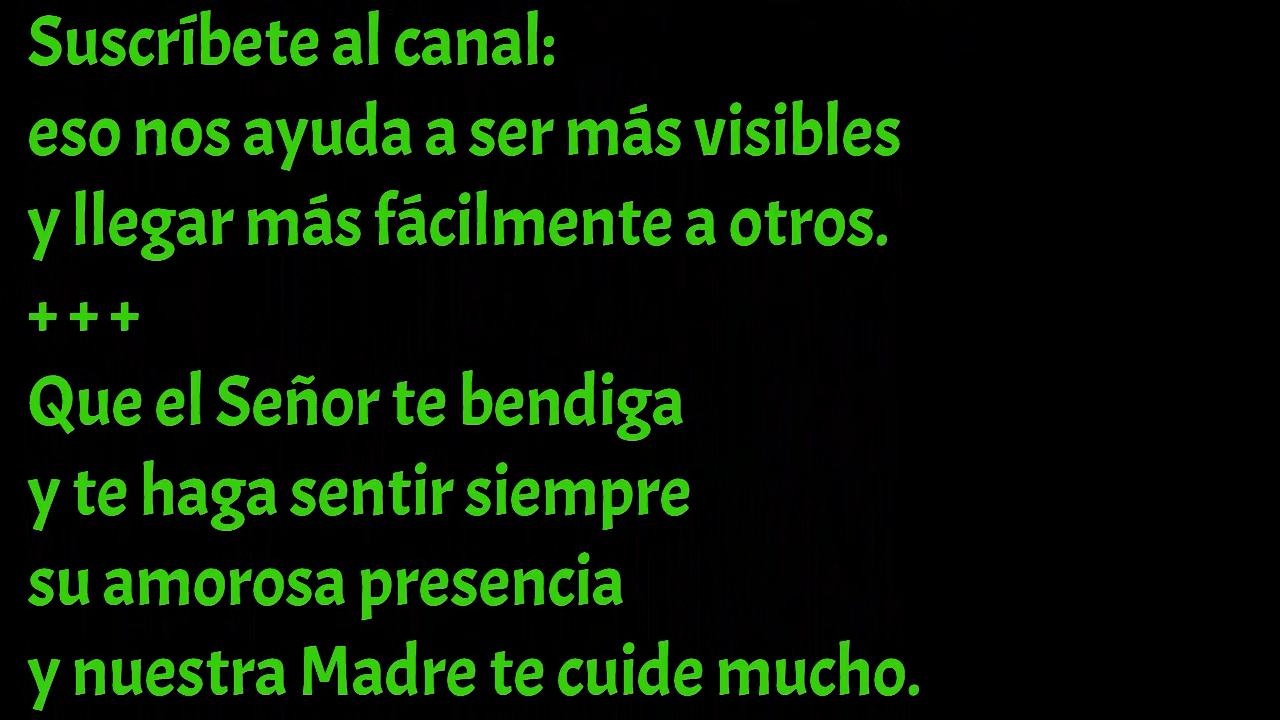 Suscríbete al canal:
eso nos ayuda a ser más visibles
y llegar más fácilmente a otros.
+ + +
Que el Señor te bendiga
y te haga sentir siempre
su amorosa presencia
y nuestra Madre te cuide mucho.